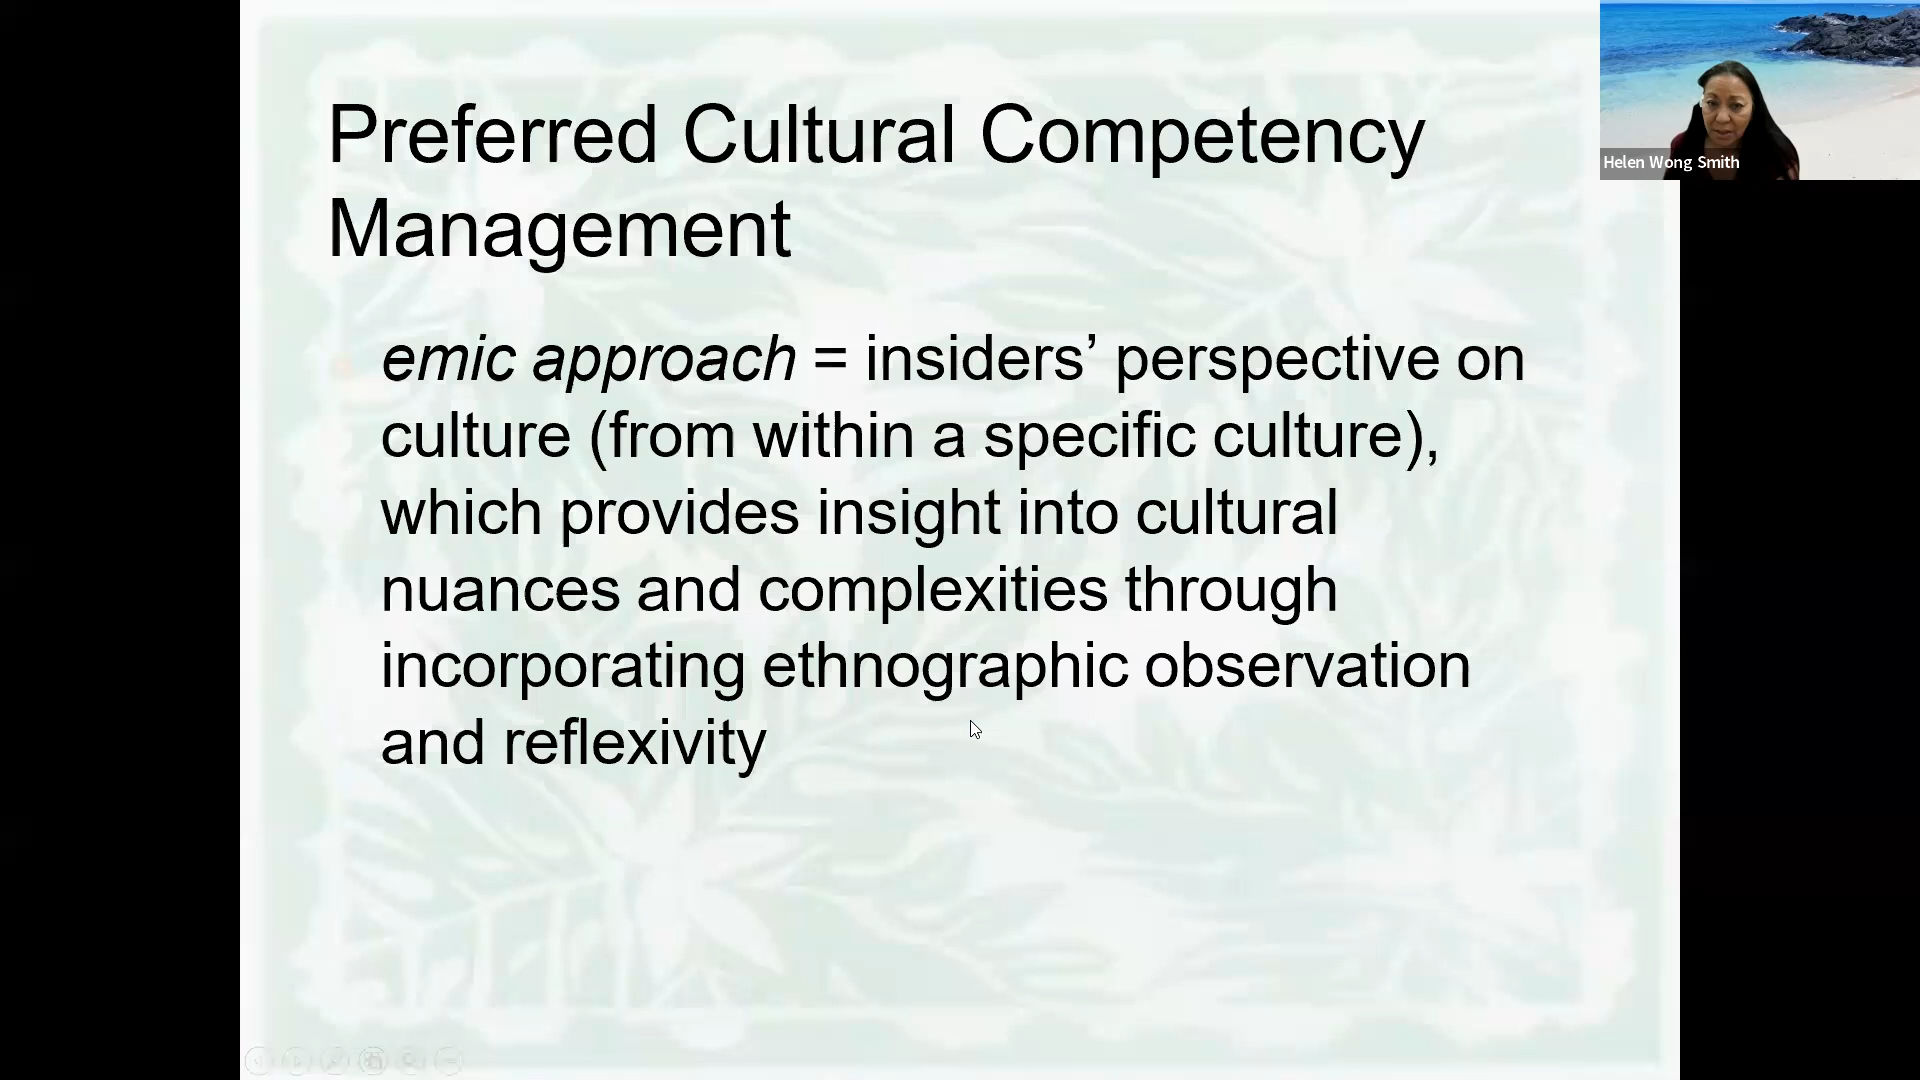 Preferred Cultural Competency
Management
emic approach = insiders’ perspective on
culture (from within a specific culture),
which provides insight into cultural
nuances and complexities through
incorporating ethnographic observation
and reflexivity
Helen Wong Smith